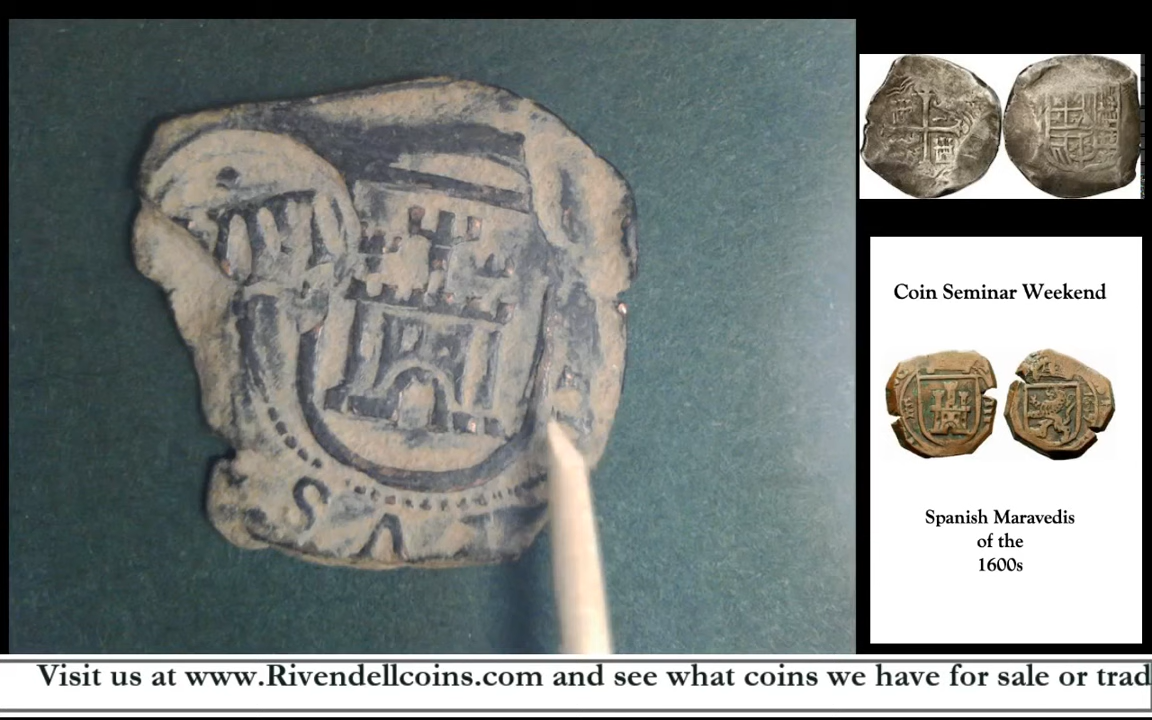 Coin Seminar Weekend
Spanish Maravedis
of the
1600s
S V
Visit us at www.Rivendellcoins.com and see what coins we have for sale or trad